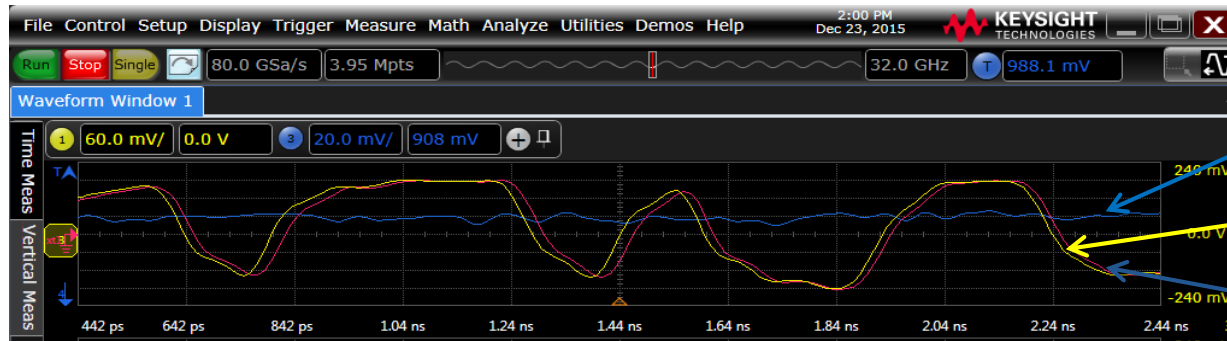 File Control Setup Display Trigger Measure Math Analyze Utilities Demos Help 2:00 PM Dec 23, 2015 KEYSIGHT TECHNOLOGIES X
Run Stop Single 80.0 GSa/s 3.95 Mpts 32.0 GHz T 988.1 mV
Waveform Window 1
1 60.0 mV/ 0.0 V 3 20.0 mV/ 908 mV
Time Meas
Vertical Meas
T 240 mV
3 0.0 V
4 -240 mV
442 ps 642 ps 842 ps 1.04 ns 1.24 ns 1.44 ns 1.64 ns 1.84 ns 2.04 ns 2.24 ns 2.44 ns